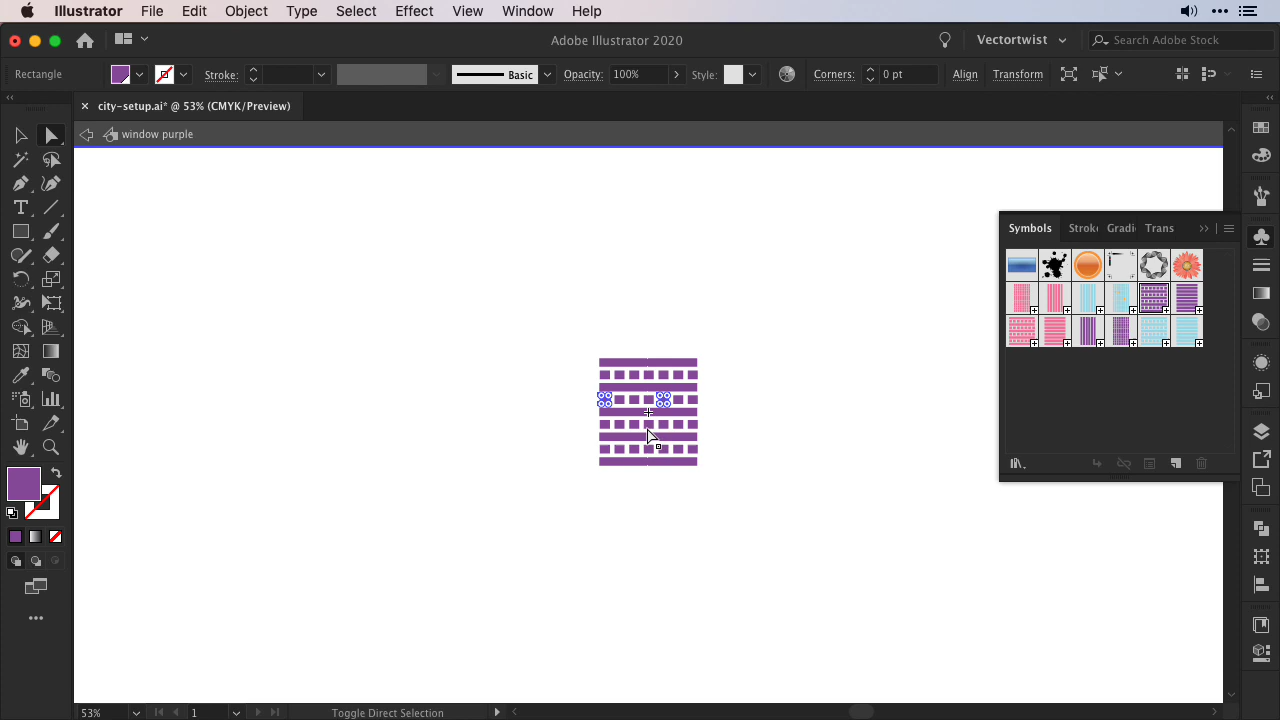 Illustrator File Edit Object Type Select Effect View Window Help
Adobe Illustrator 2020
Vectortwist
Search Adobe Stock
Rectangle Stroke: Basic Opacity: 100% Style: Corners: 0 pt Align Transform
× city-setup.ai* @ 53% (CMYK/Preview)
window purple
Symbols Stroke Gradi Trans
53% 1 Toggle Direct Selection